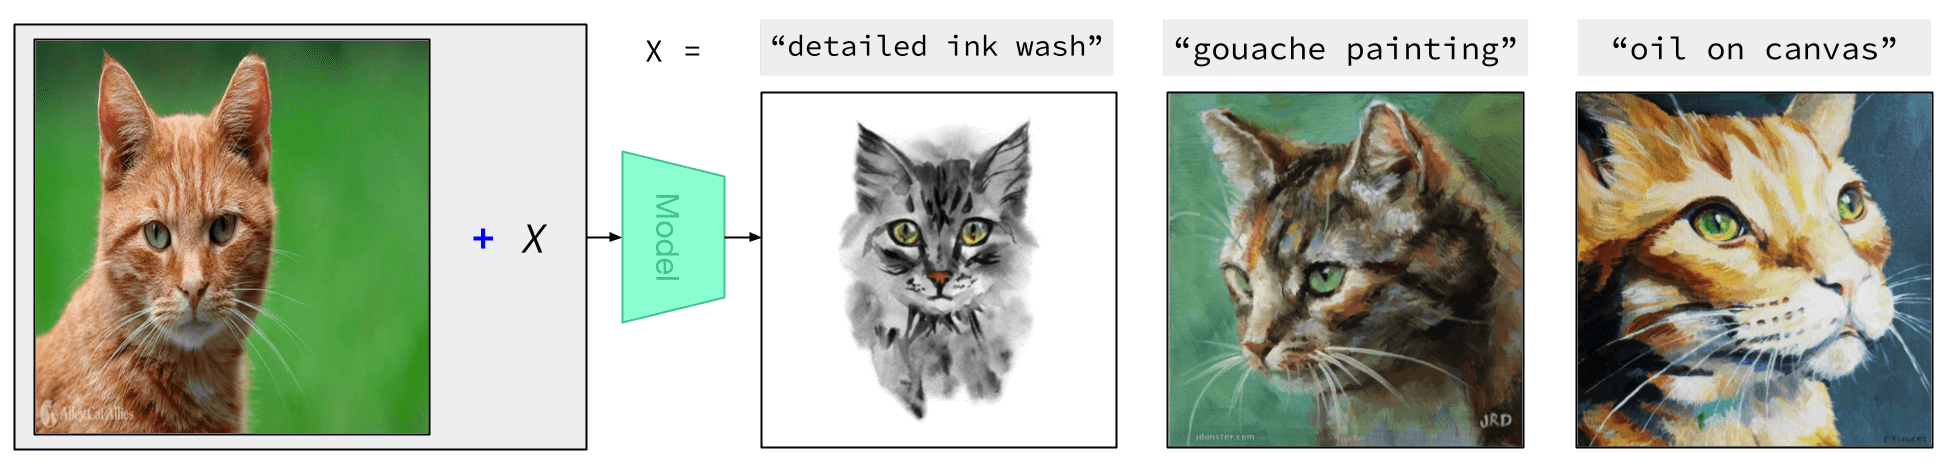 X =
“detailed ink wash”
“gouache painting”
“oil on canvas”
+ X
Model
Alley Cat Allies
JRD
jdunster.com